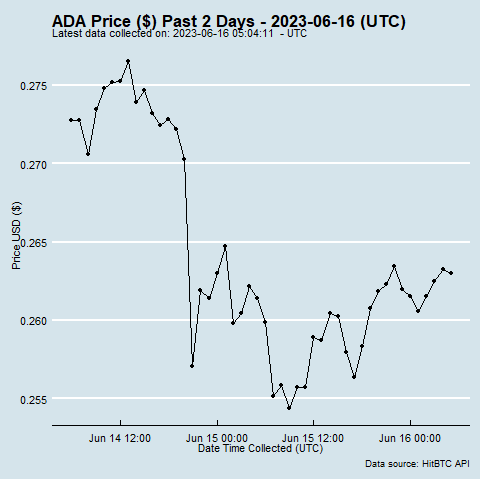 ADA Price ($) Past 2 Days - 2023-06-16 (UTC)
Latest data collected on: 2023-06-16 05:04:11 - UTC
0.275
0.270
0.265
0.260
0.255
Price USD ($)
Jun 14 12:00
Jun 15 00:00
Jun 15 12:00
Jun 16 00:00
Date Time Collected (UTC)
Data source: HitBTC API